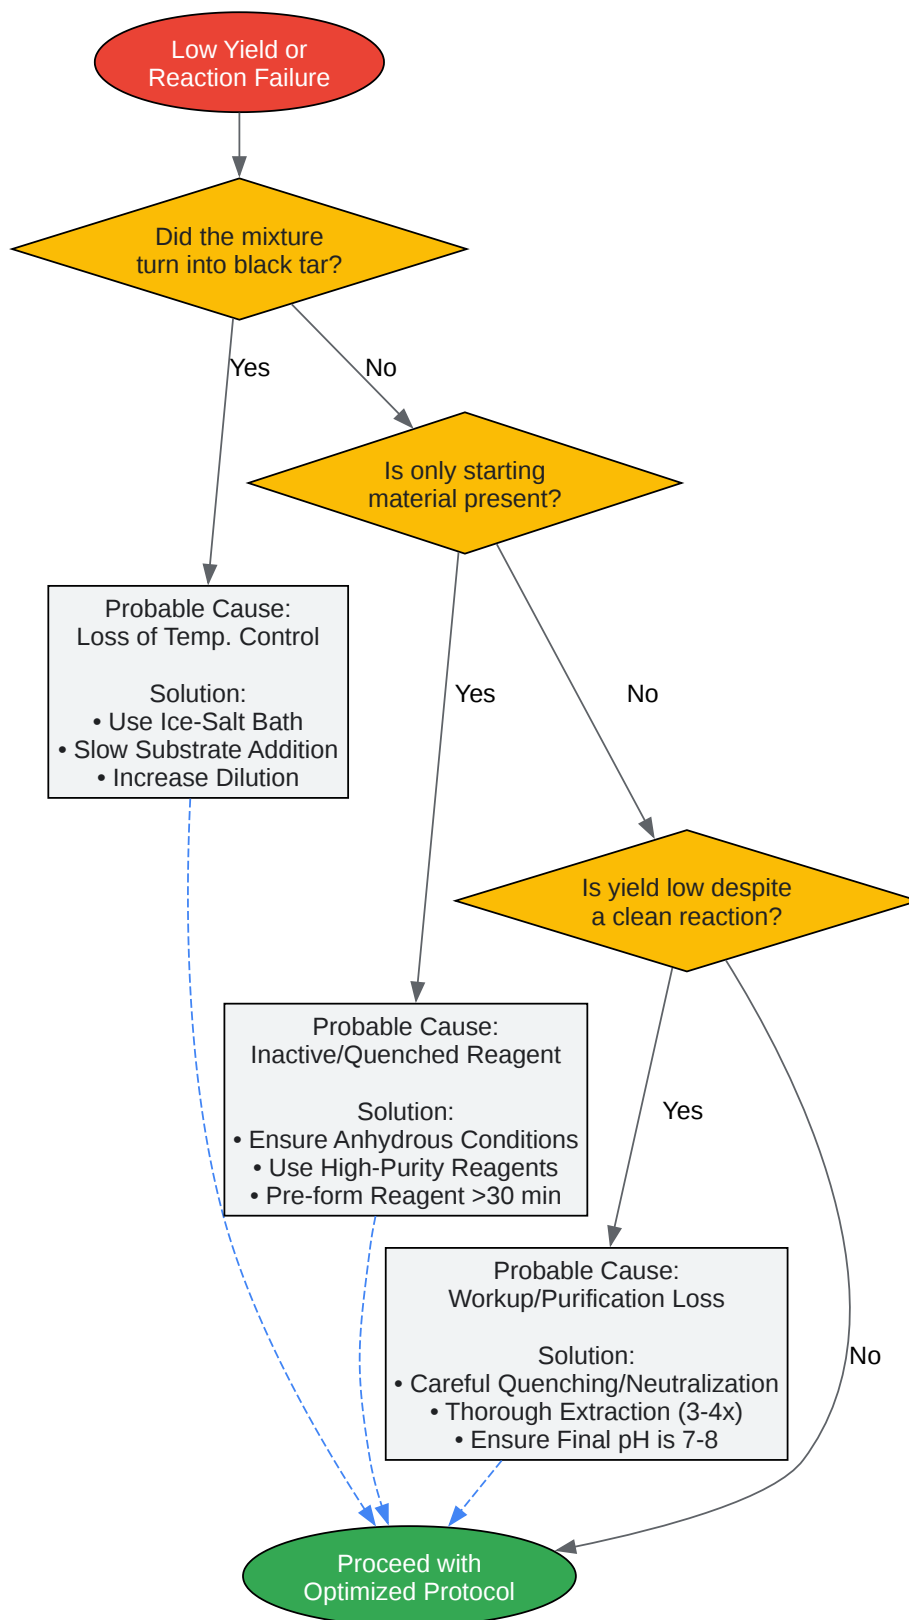 Low Yield or
Reaction Failure
Did the mixture
turn into black tar?
Yes
No
Is only starting
material present?
Probable Cause:
Loss of Temp. Control
Solution:
• Use Ice-Salt Bath
• Slow Substrate Addition
• Increase Dilution
Yes
No
Is yield low despite
a clean reaction?
Probable Cause:
Inactive/Quenched Reagent
Solution:
• Ensure Anhydrous Conditions
• Use High-Purity Reagents
• Pre-form Reagent >30 min
Yes
Probable Cause:
Workup/Purification Loss
Solution:
• Careful Quenching/Neutralization
• Thorough Extraction (3-4x)
• Ensure Final pH is 7-8
No
Proceed with
Optimized Protocol